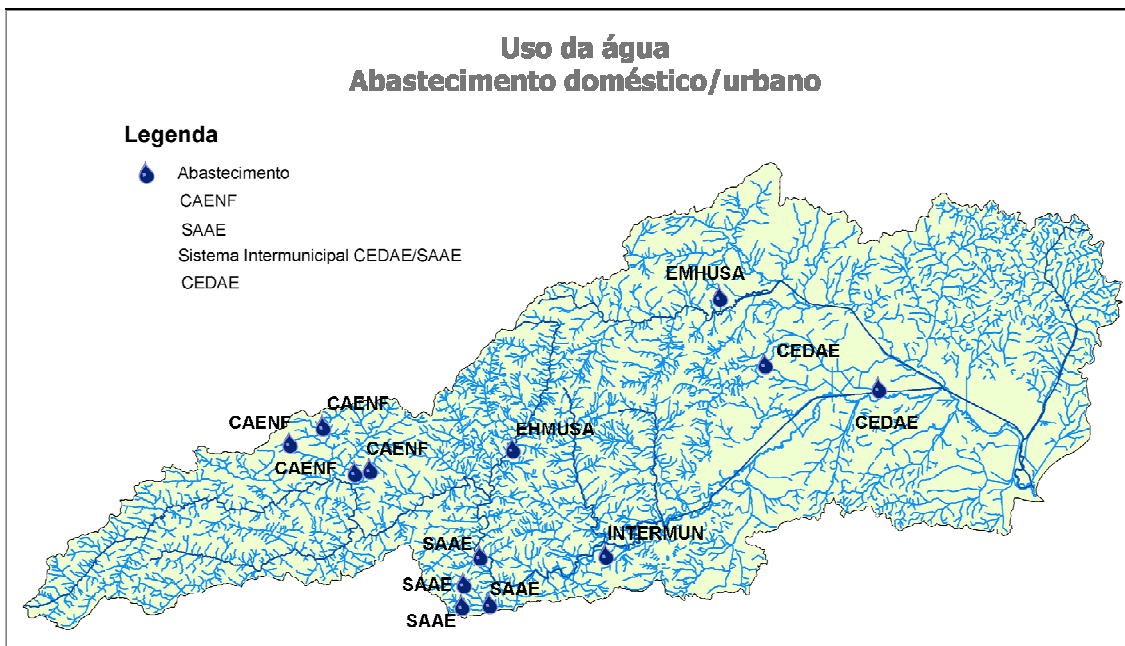 Uso da água
Abastecimento doméstico/urbano
Legenda
Abastecimento
CAENF
SAAE
Sistema Intermunicipal CEDAE/SAAE
CEDAE
EMHUSA
CEDAE
CEDAE
CAENF
CAENF
EHMUSA
CAENF
CAENF
INTERMUN
SAAE
SAAE
SAAE
SAAE